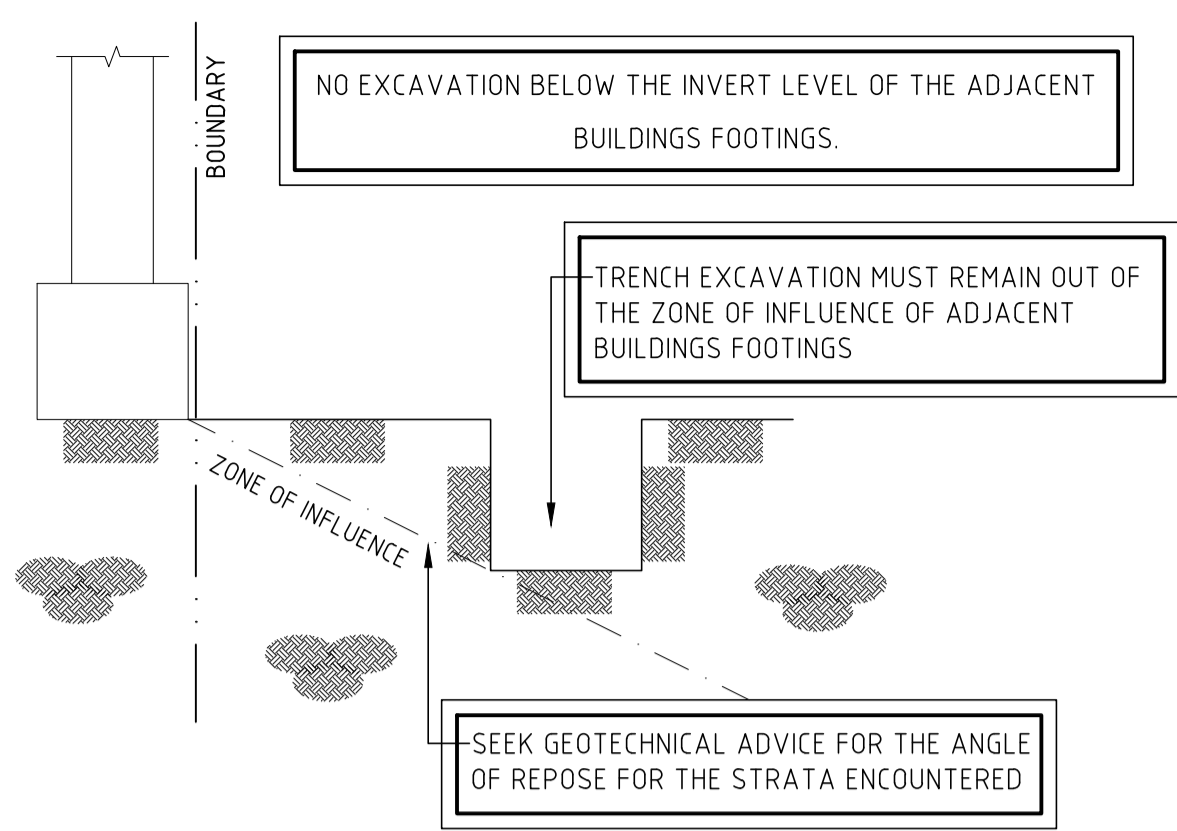 BOUNDARY
NO EXCAVATION BELOW THE INVERT LEVEL OF THE ADJACENT
BUILDINGS FOOTINGS.
TRENCH EXCAVATION MUST REMAIN OUT OF
THE ZONE OF INFLUENCE OF ADJACENT
BUILDINGS FOOTINGS
ZONE OF INFLUENCE
SEEK GEOTECHNICAL ADVICE FOR THE ANGLE
OF REPOSE FOR THE STRATA ENCOUNTERED